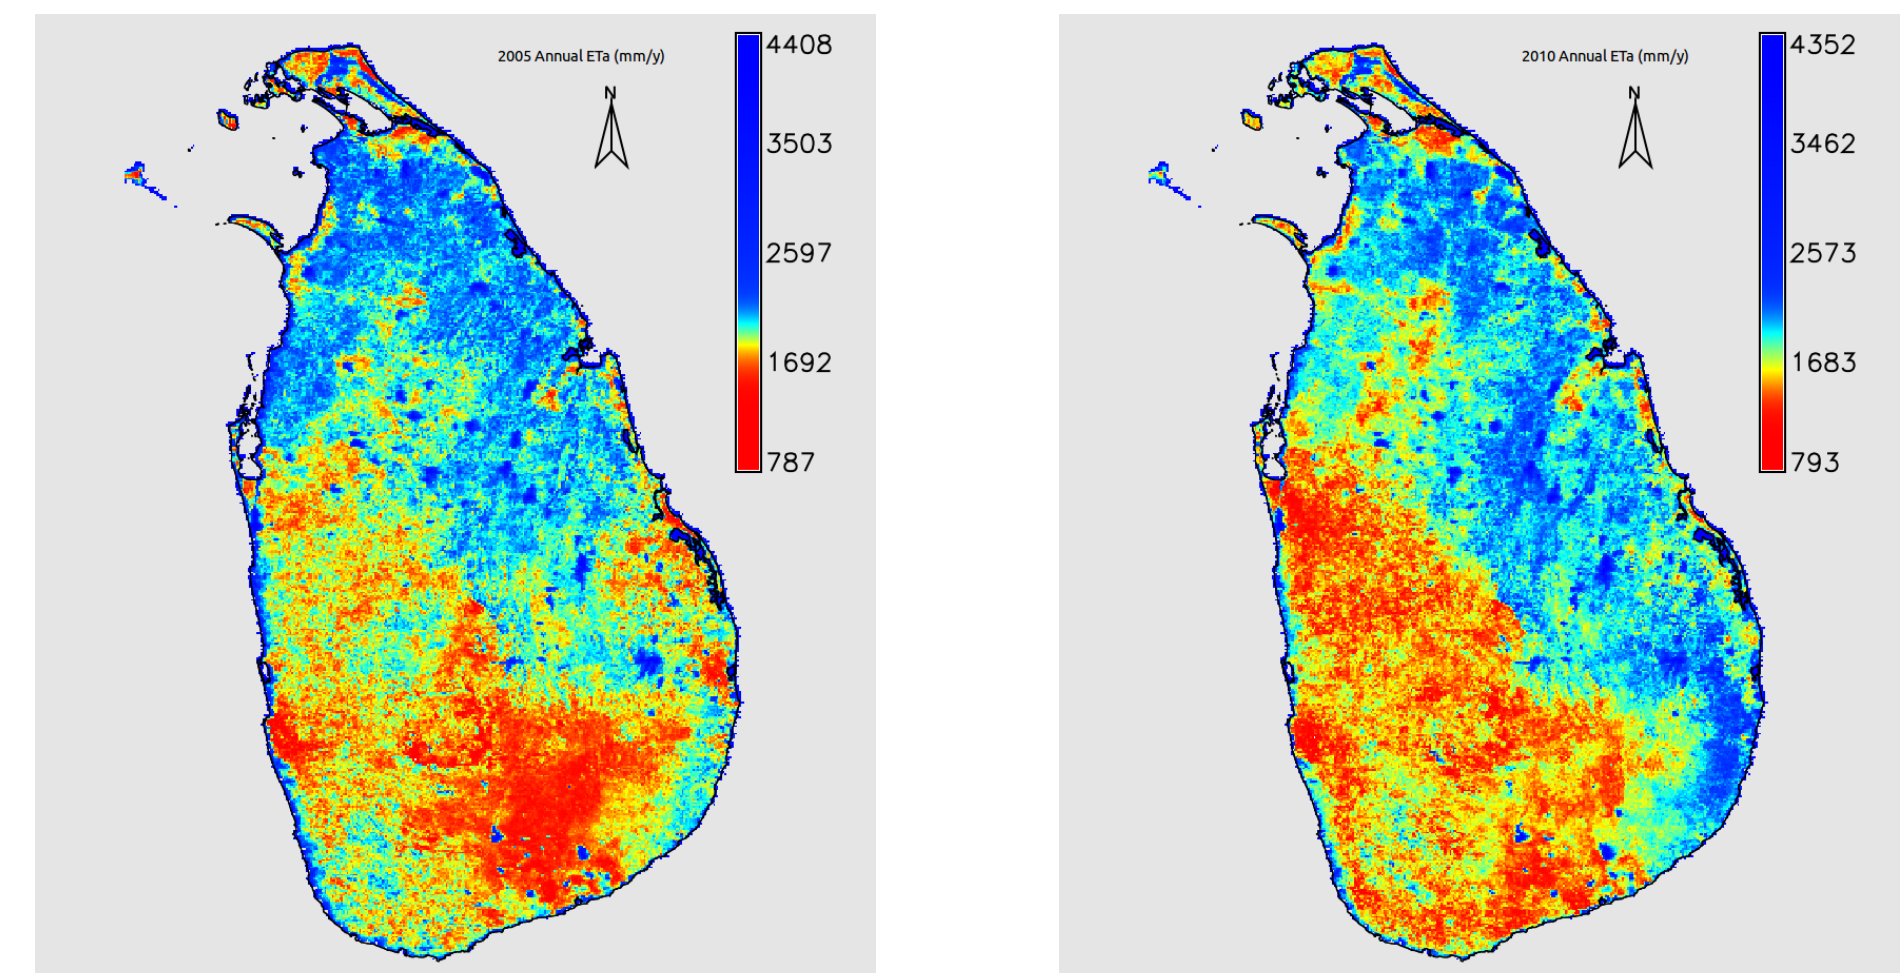 2005 Annual ETa (mm/y)
N
4408
3503
2597
1692
787
2010 Annual ETa (mm/y)
N
4352
3462
2573
1683
793